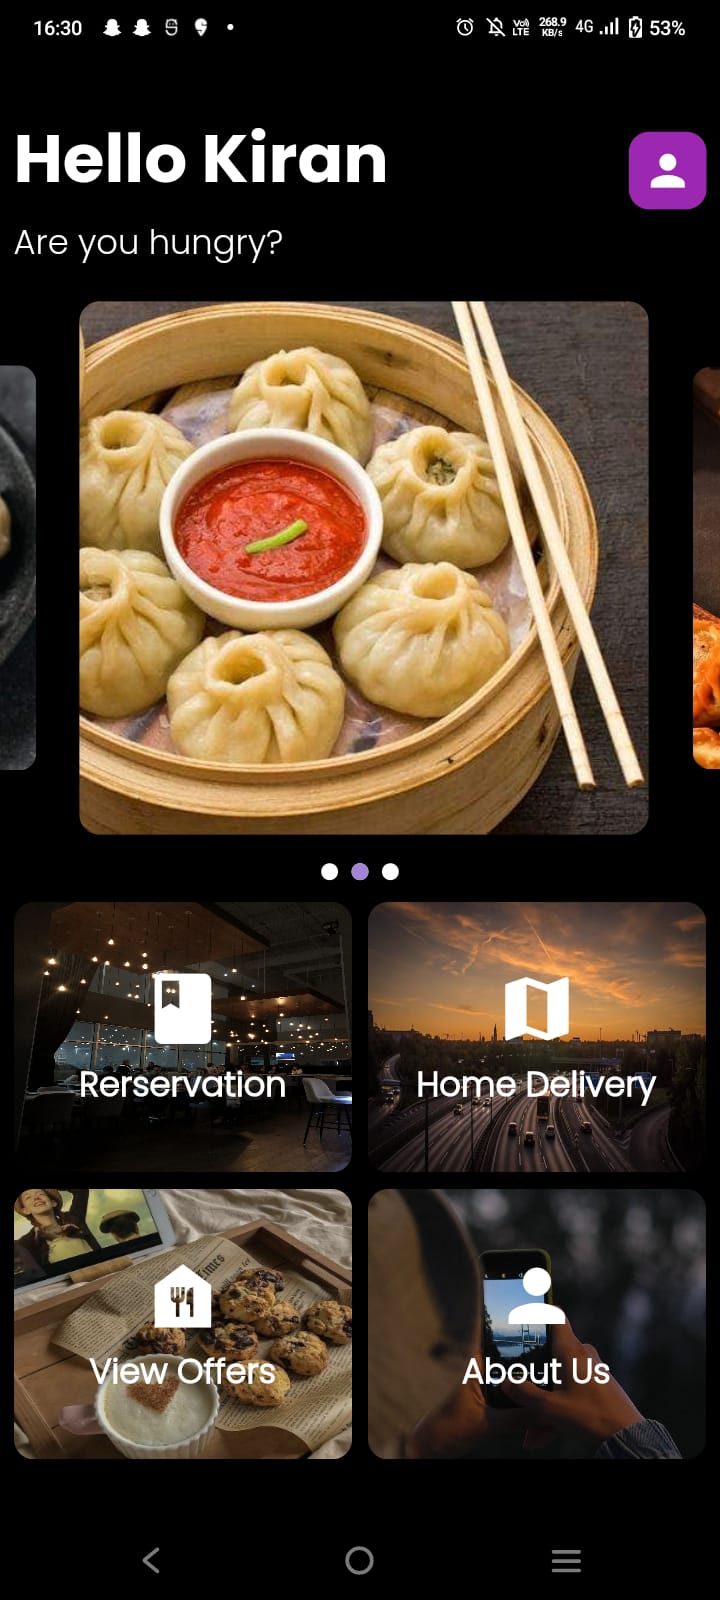 16:30
Vo))
LTE
268.9
KB/s
4G
53%
Hello Kiran
Are you hungry?
Rerservation
Home Delivery
View Offers
About Us